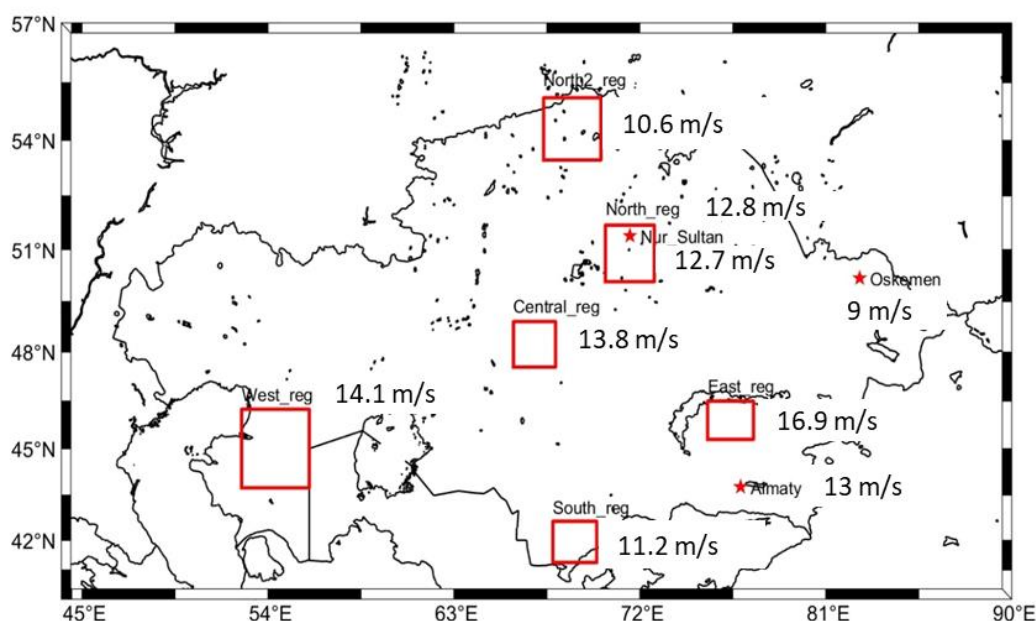 57°N
North2_reg
10.6 m/s
54°N
North_reg
12.8 m/s
51°N
Nur_Sultan
12.7 m/s
Oskemen
9 m/s
Central_reg
13.8 m/s
48°N
West_reg
14.1 m/s
East_reg
16.9 m/s
45°N
Almaty
13 m/s
South_reg
11.2 m/s
42°N
45°E
54°E
63°E
72°E
81°E
90°E